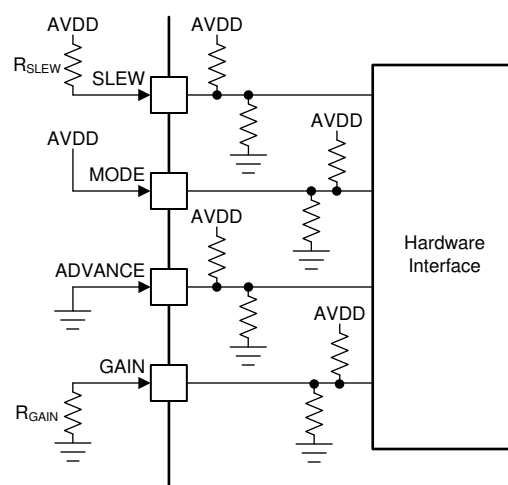 AVDD
AVDD
R_SLEW
SLEW
AVDD
AVDD
MODE
AVDD
ADVANCE
Hardware
Interface
AVDD
GAIN
R_GAIN